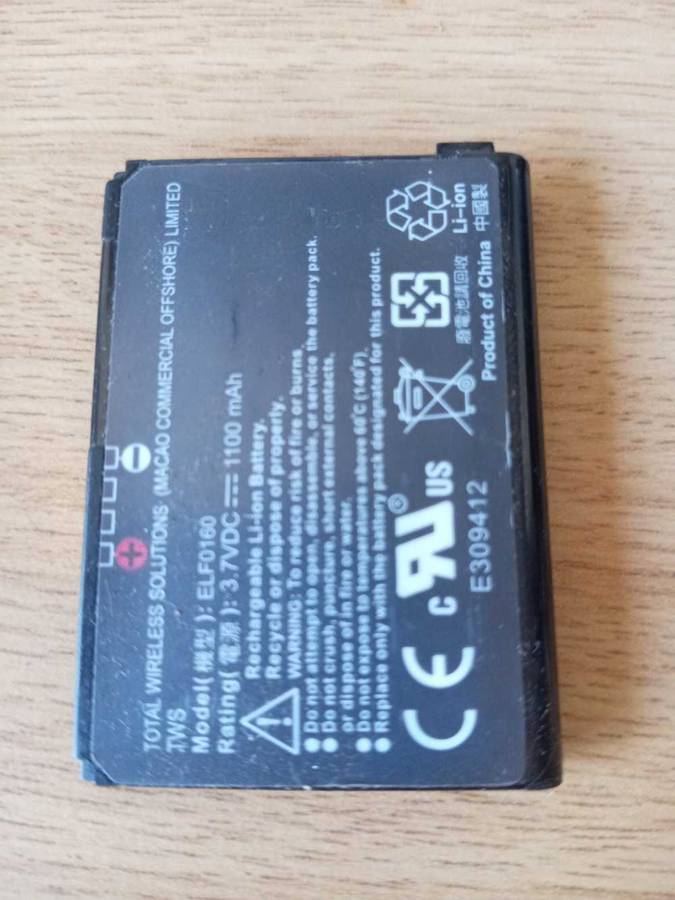 TOTAL WIRELESS SOLUTIONS (MACAO COMMERCIAL OFFSHORE) LIMITED
TWS
Model(機型): ELF0160
Rating(電源): 3.7VDC 1100 mAh
Rechargeable Li-ion Battery.
Recycle or dispose of properly.
WARNING: To reduce risk of fire or burns
● Do not attempt to open, disassemble, or service the battery pack.
● Do not crush, puncture, short external contacts,
or dispose of in fire or water.
● Do not expose to temperatures above 60°C (140°F).
● Replace only with the battery pack designated for this product.
CE
c RU ® US
E309412
Li-ion
廢電池請回收
Product of China 中國製